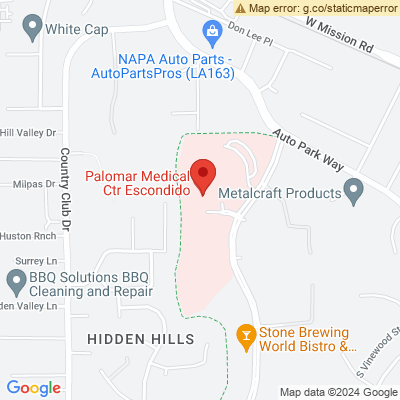 Map error: g.co/staticmaperror
White Cap
Don Lee Pl
W Mission Rd
NAPA Auto Parts -
AutoPartsPros (LA163)
Hill Valley Dr
Auto Park Way
Country Club Dr
Palomar Medical
Ctr Escondido
Milpas Dr
Metalcraft Products
Huston Rnch
Surrey Ln
BBQ Solutions BBQ
Cleaning and Repair
den Valley Ln
HIDDEN HILLS
Stone Brewing
World Bistro &...
S Vinewood S
Google
Map data ©2024 Google